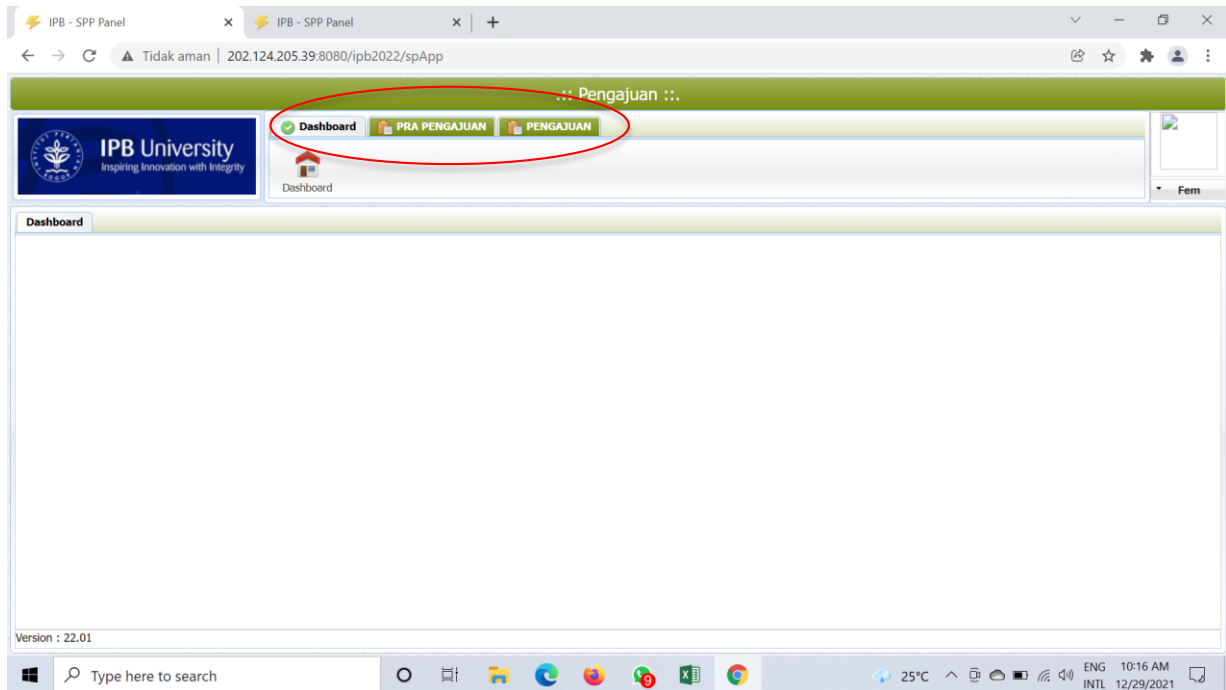 IPB - SPP Panel
IPB - SPP Panel
Tidak aman | 202.124.205.39:8080/ipb2022/spApp
.:: Pengajuan ::.
Dashboard
PRA PENGAJUAN
PENGAJUAN
IPB University
Inspiring Innovation with Integrity
Dashboard
Fem
Dashboard
Version : 22.01
Type here to search
9
25°C
ENG
INTL
10:16 AM
12/29/2021